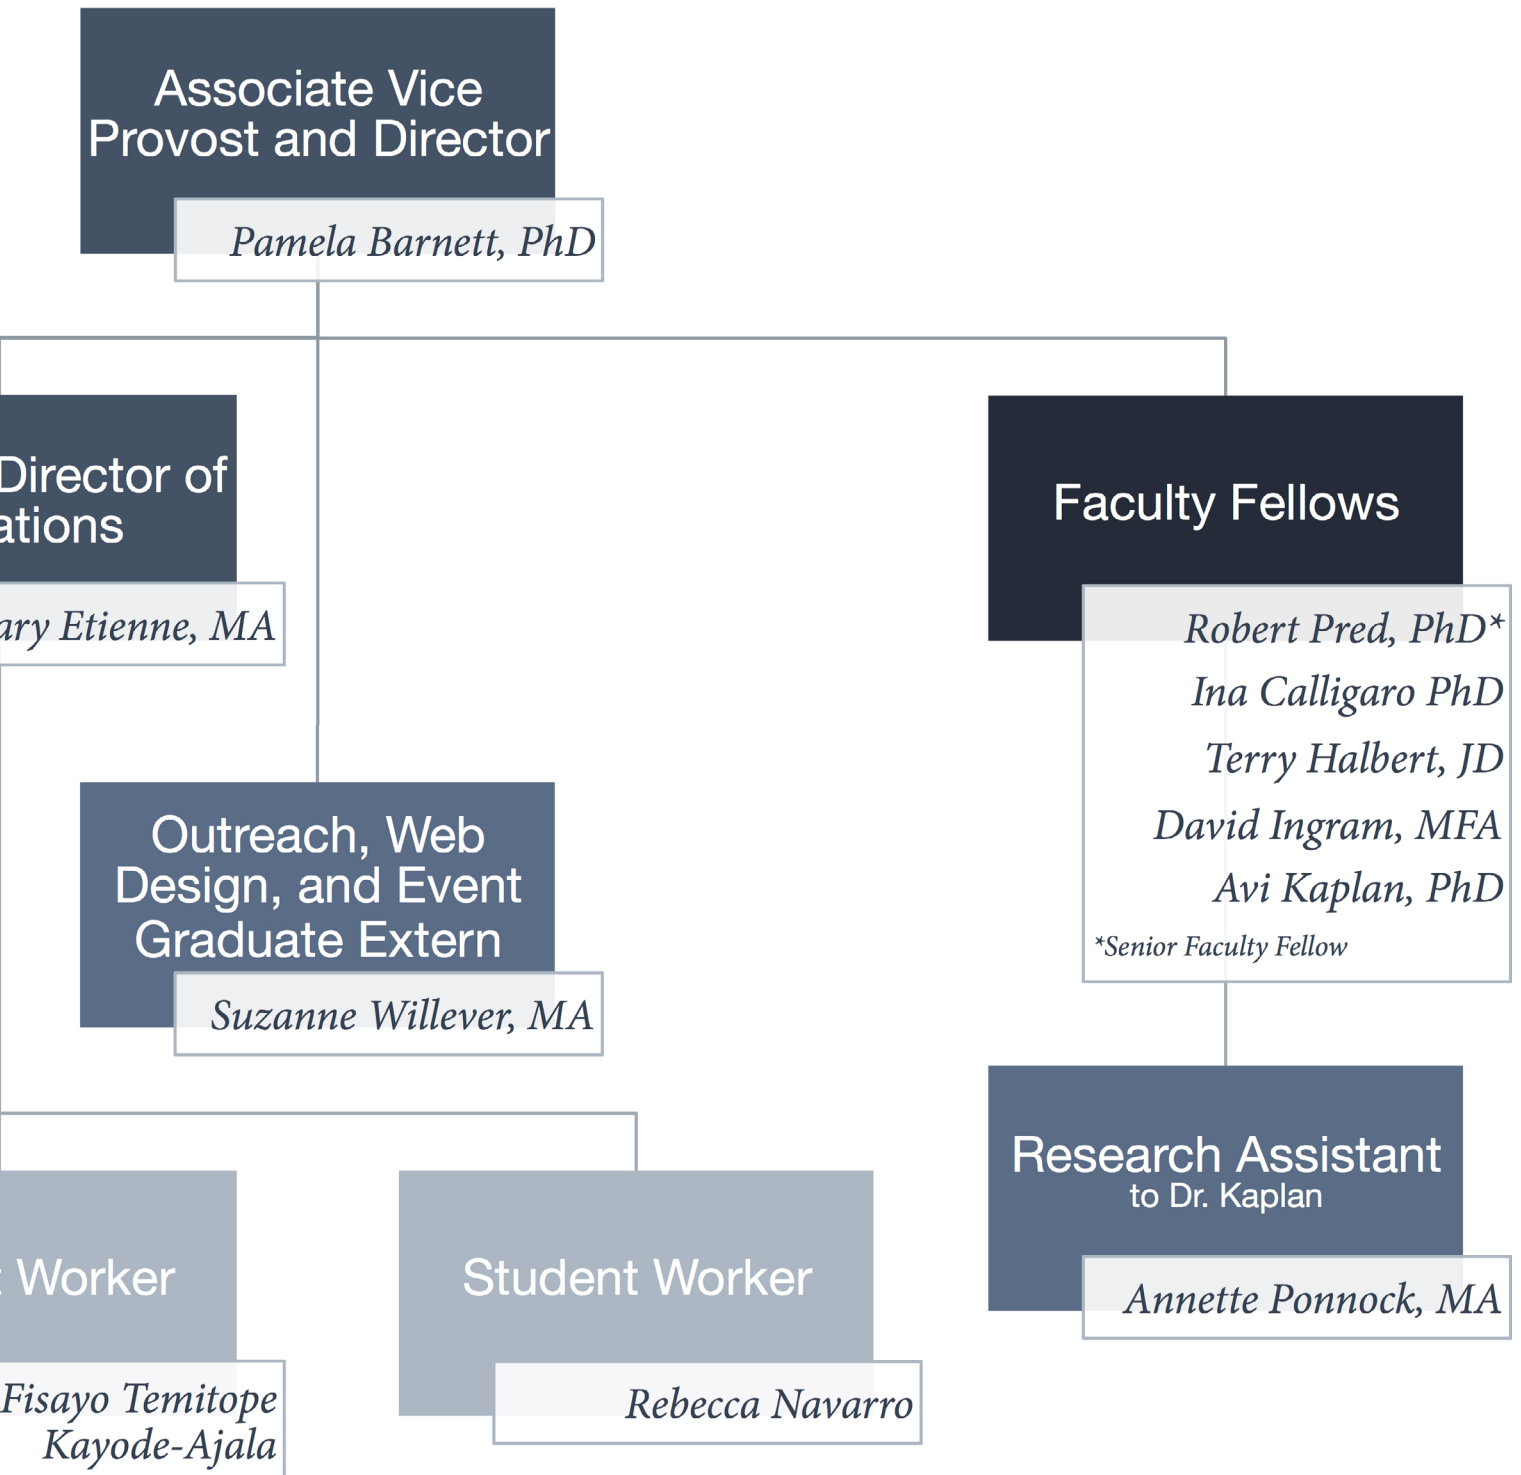 Associate Vice
Provost and Director
Pamela Barnett, PhD
Director of
Etienne, MA
Faculty Fellows
Robert Pred, PhD*
Ina Calligaro PhD
Terry Halbert, JD
David Ingram, MFA
Avi Kaplan, PhD
*Senior Faculty Fellow
Outreach, Web
Design, and Event
Graduate Extern
Suzanne Willever, MA
Research Assistant
to Dr. Kaplan
Annette Ponnock, MA
Worker
Fisayo Temitope
Kayode-Ajala
Student Worker
Rebecca Navarro